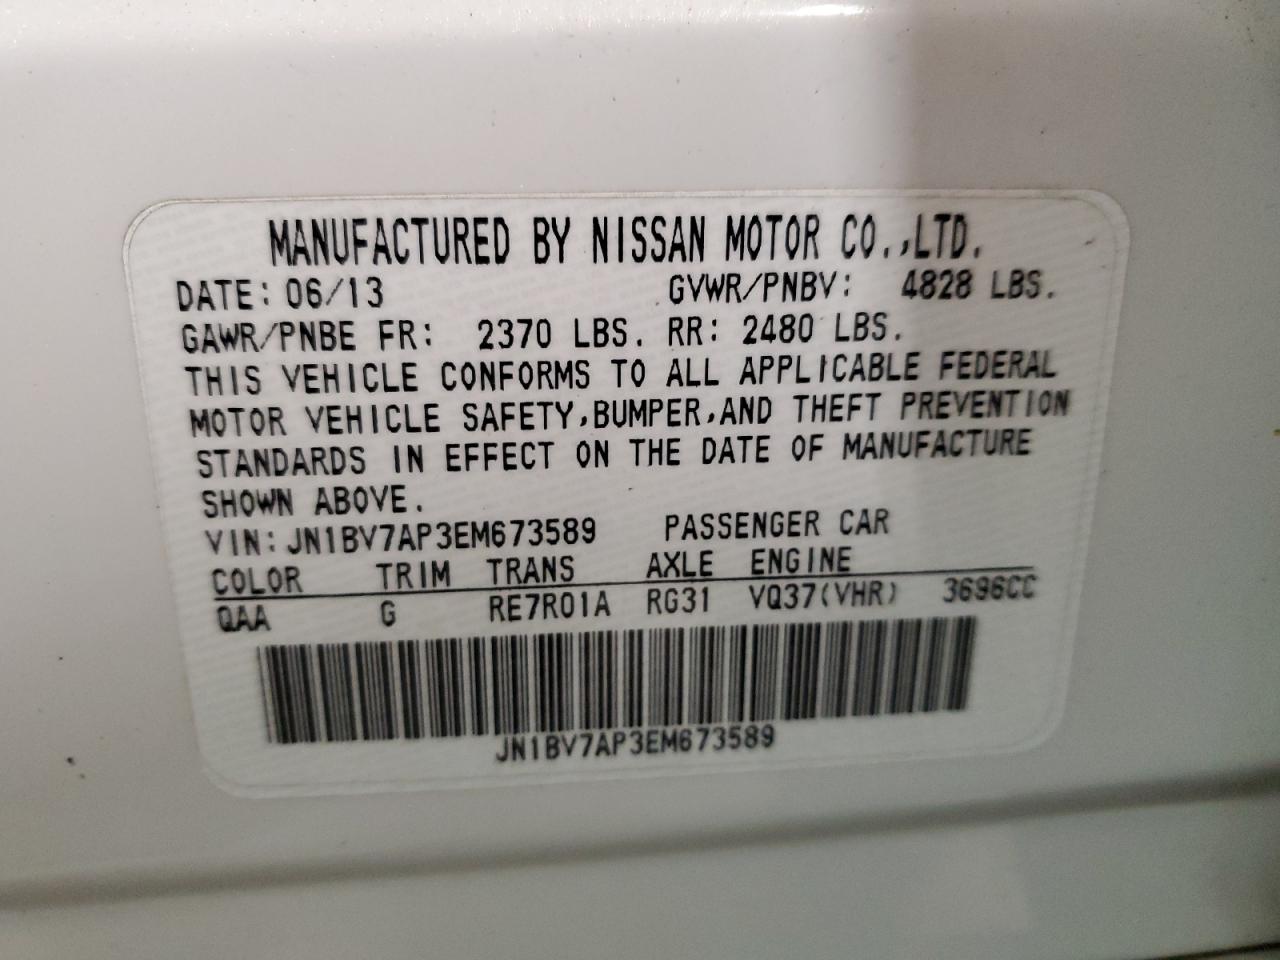 MANUFACTURED BY NISSAN MOTOR CO.,LTD.
DATE: 06/13 GVWR/PNBV: 4828 LBS.
GAWR/PNBE FR: 2370 LBS. RR: 2480 LBS.
THIS VEHICLE CONFORMS TO ALL APPLICABLE FEDERAL
MOTOR VEHICLE SAFETY,BUMPER,AND THEFT PREVENTION
STANDARDS IN EFFECT ON THE DATE OF MANUFACTURE
SHOWN ABOVE.
VIN: JN1BV7AP3EM673589 PASSENGER CAR
COLOR TRIM TRANS AXLE ENGINE
QAA G RE7R01A RG31 VQ37(VHR) 3696CC
JN1BV7AP3EM673589